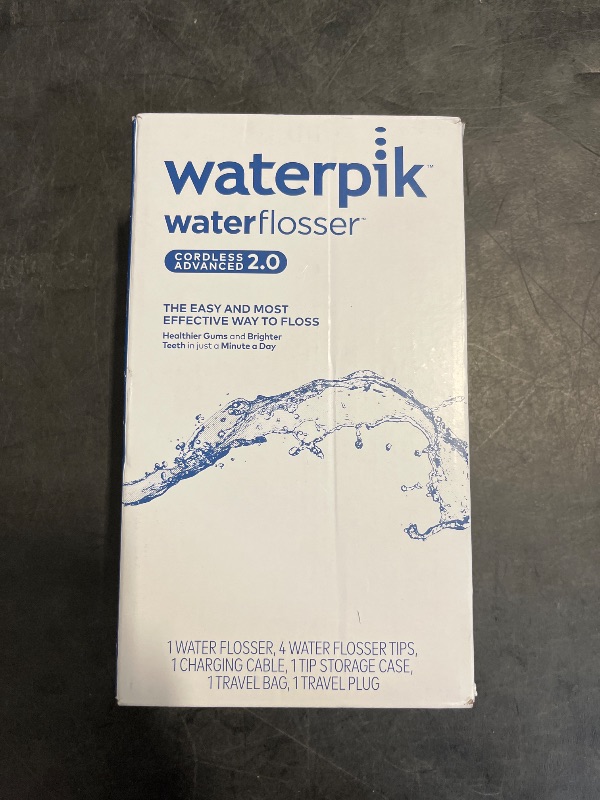 waterpik™
waterflosser™
CORDLESS
ADVANCED 2.0
THE EASY AND MOST
EFFECTIVE WAY TO FLOSS
Healthier Gums and Brighter
Teeth in just a Minute a Day
1 WATER FLOSSER, 4 WATER FLOSSER TIPS,
1 CHARGING CABLE, 1 TIP STORAGE CASE,
1 TRAVEL BAG, 1 TRAVEL PLUG